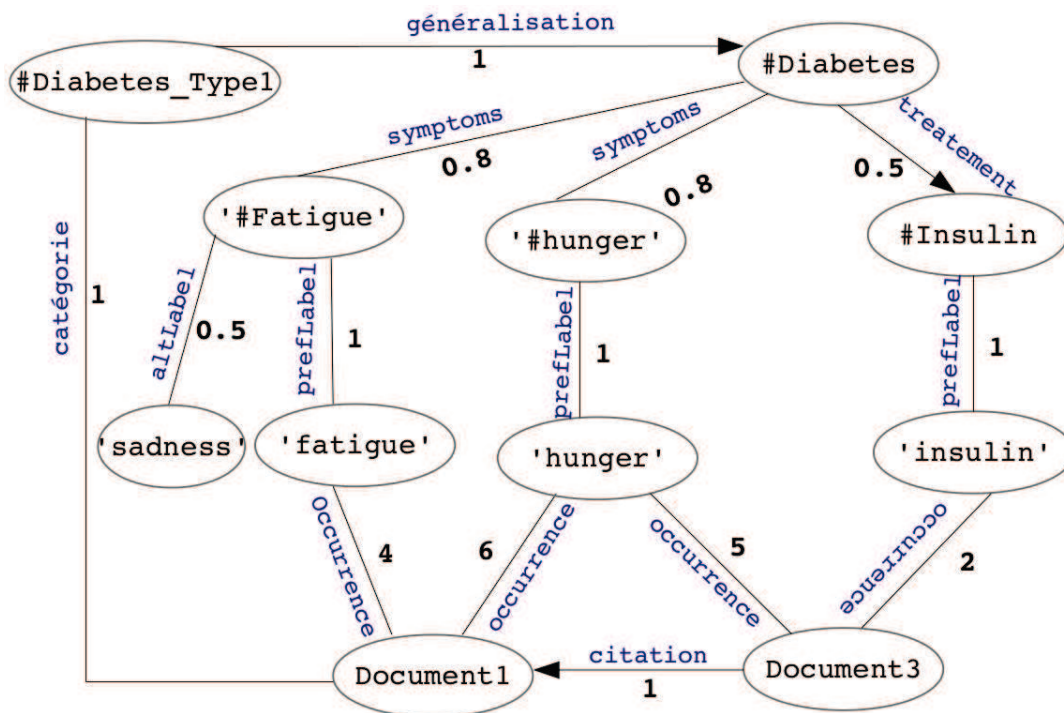 généralisation
1
#Diabetes_Type1
#Diabetes
symptoms
0.8
symptoms
0.8
treatement
0.5
'#Fatigue'
'#hunger'
#Insulin
catégorie
1
altLabel
0.5
prefLabel
1
prefLabel
1
prefLabel
1
'sadness'
'fatigue'
'hunger'
'insulin'
Occurrence
4
6
occurrence
occurrence
5
occurrence
2
Document1
citation
1
Document3